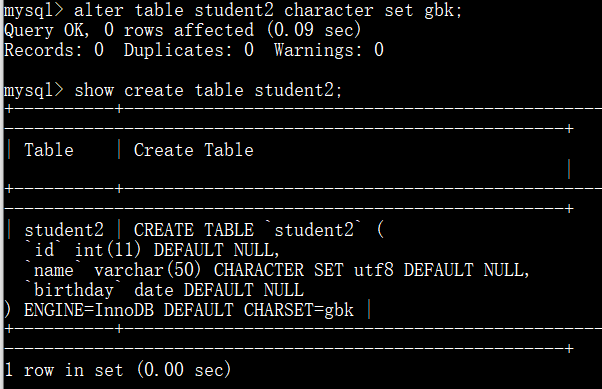 mysql> alter table student2 character set gbk;
Query OK, 0 rows affected (0.09 sec)
Records: 0  Duplicates: 0  Warnings: 0
mysql> show create table student2;
| Table    | Create Table
|
| student2 | CREATE TABLE `student2` (
  `id` int(11) DEFAULT NULL,
  `name` varchar(50) CHARACTER SET utf8 DEFAULT NULL,
  `birthday` date DEFAULT NULL
) ENGINE=InnoDB DEFAULT CHARSET=gbk |
1 row in set (0.00 sec)